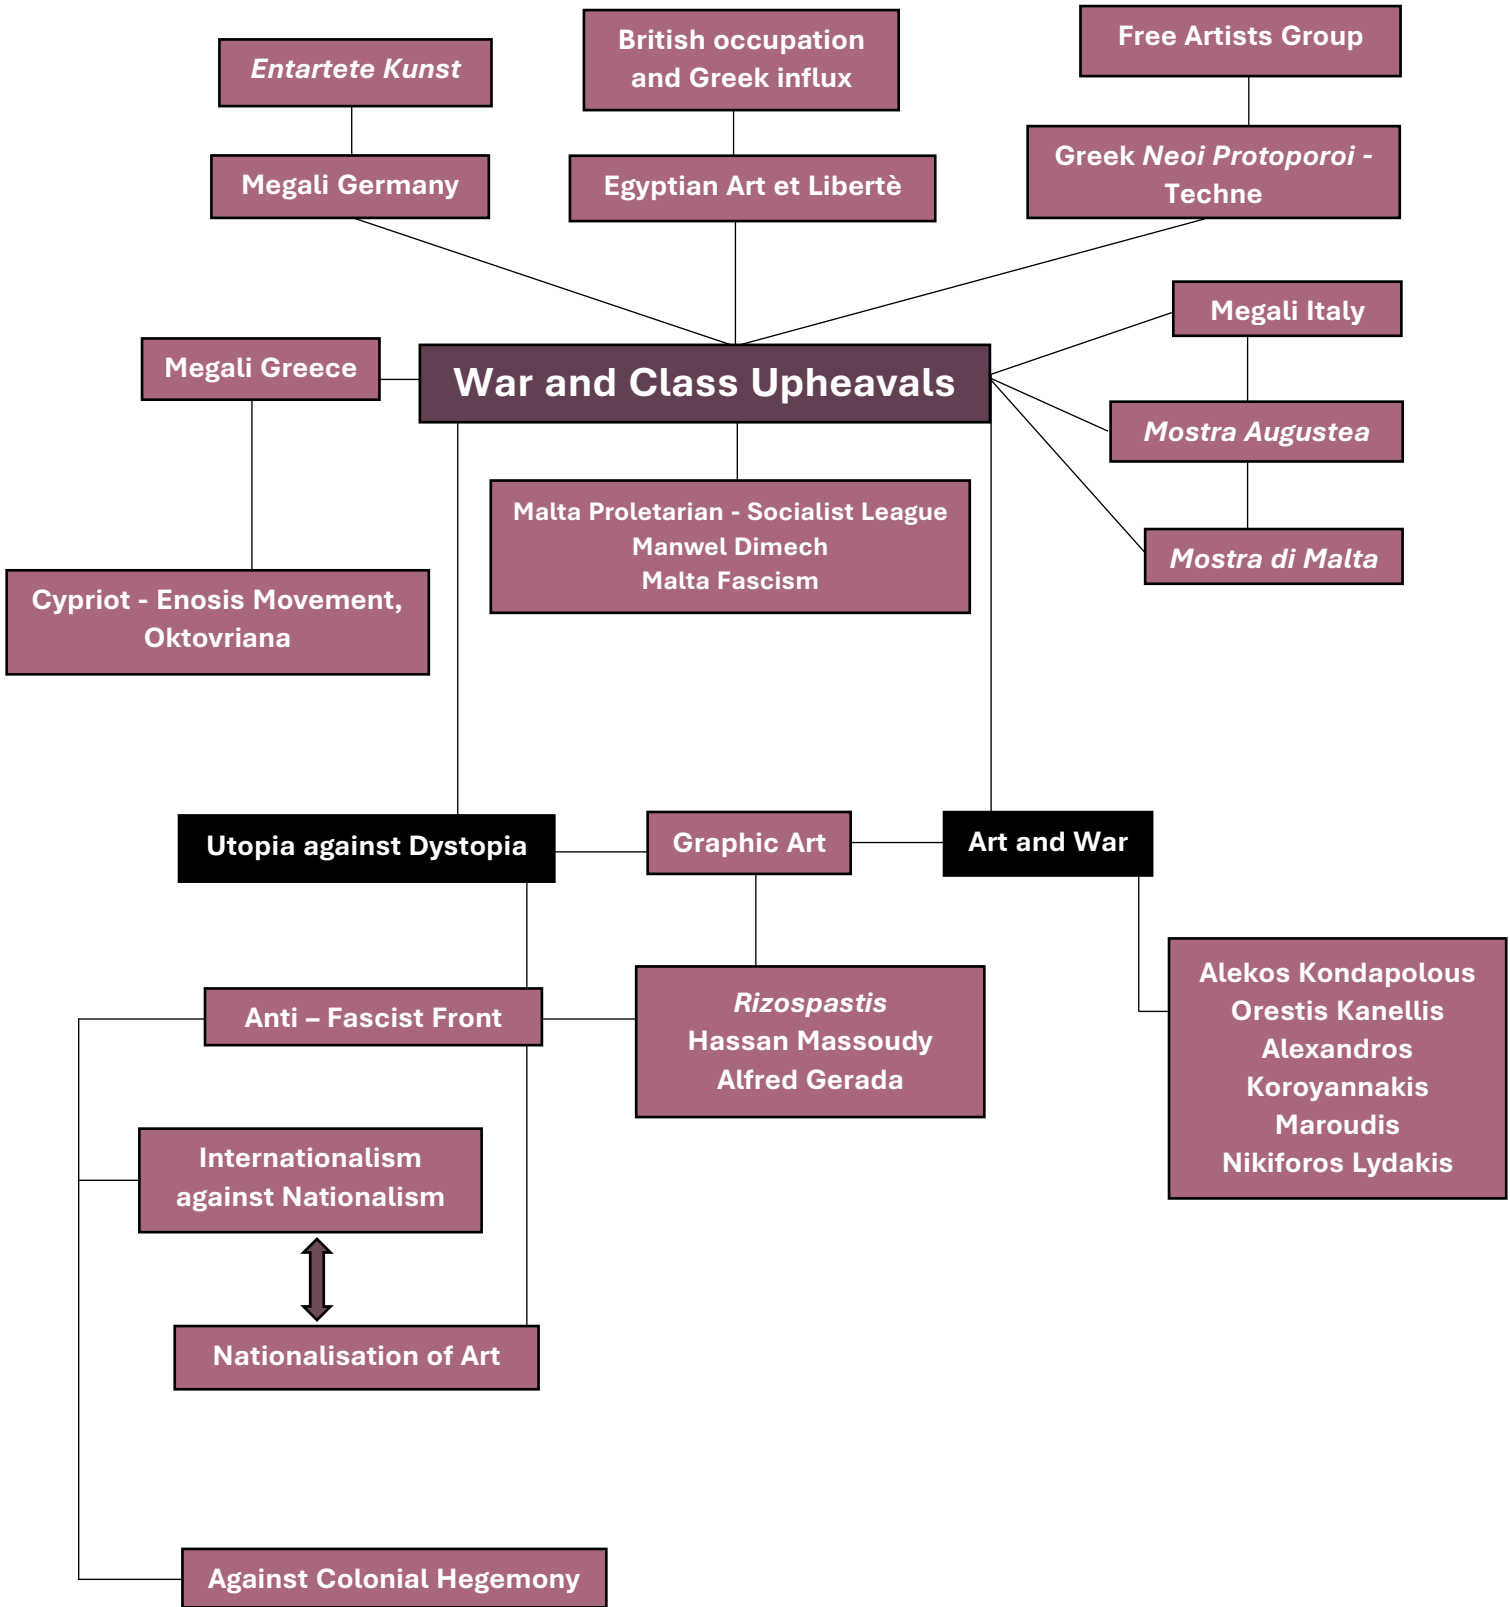 Entartete Kunst
British occupation
and Greek influx
Free Artists Group
Megali Germany
Egyptian Art et Libertè
Greek Neoi Protoporoi -
Techne
Megali Italy
Megali Greece
War and Class Upheavals
Mostra Augustea
Malta Proletarian - Socialist League
Manwel Dimech
Malta Fascism
Mostra di Malta
Cypriot - Enosis Movement,
Oktovriana
Utopia against Dystopia
Graphic Art
Art and War
Anti – Fascist Front
Rizospastis
Hassan Massoudy
Alfred Gerada
Alekos Kondapolous
Orestis Kanellis
Alexandros
Koroyannakis
Maroudis
Nikiforos Lydakis
Internationalism
against Nationalism
Nationalisation of Art
Against Colonial Hegemony